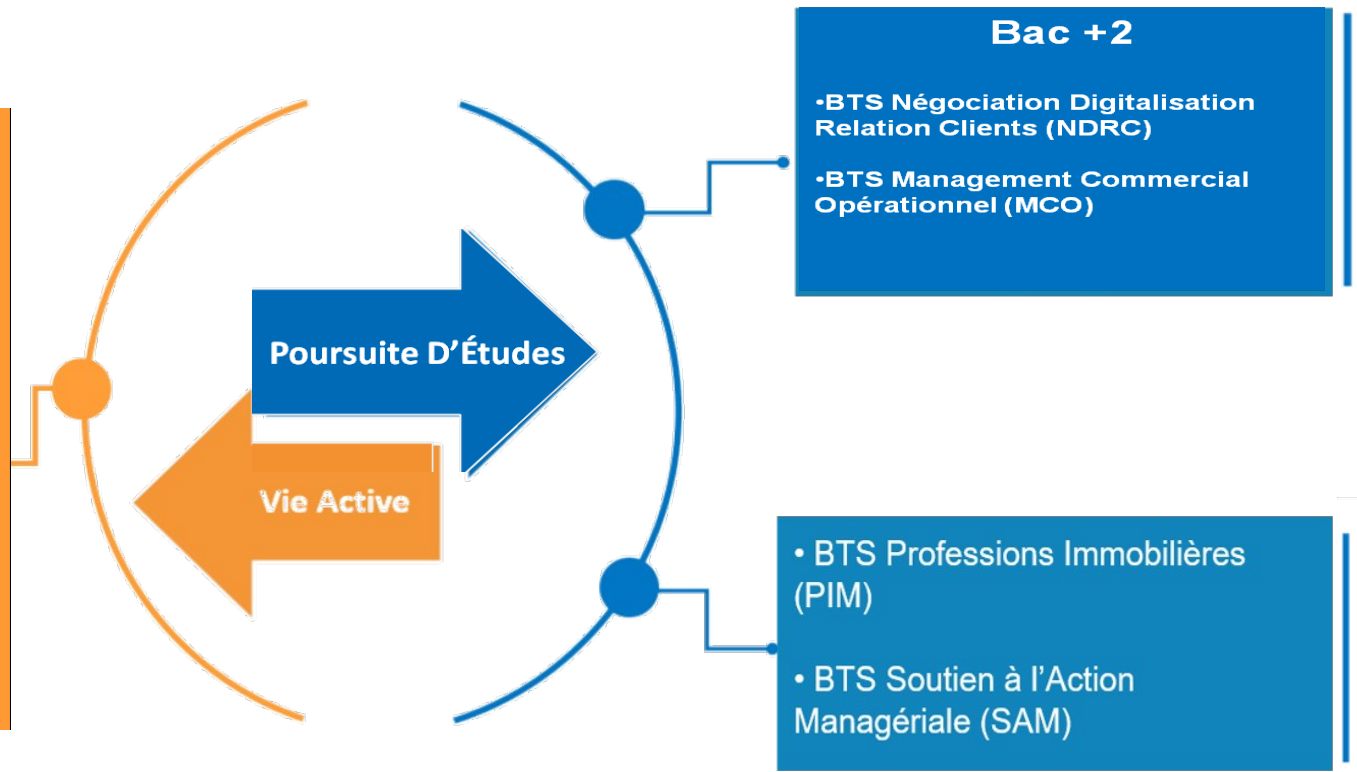 Bac +2
•BTS Négociation Digitalisation
Relation Clients (NDRC)
•BTS Management Commercial
Opérationnel (MCO)
Poursuite D’Études
Vie Active
• BTS Professions Immobilières
(PIM)
• BTS Soutien à l’Action
Managériale (SAM)